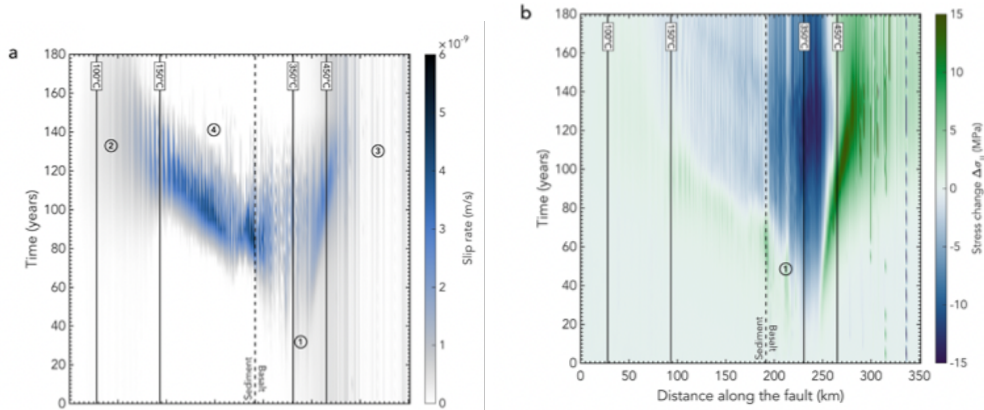 a
180
160
140
120
100
80
60
40
20
0
Time (years)
100°C
150°C
350°C
450°C
①
②
③
④
Sediment
Basalt
×10⁻⁹
6
5
4
3
2
1
0
Slip rate (m/s)
b
180
160
140
120
100
80
60
40
20
0
Time (years)
100°C
150°C
350°C
450°C
①
Sediment
Basalt
0 50 100 150 200 250 300 350
Distance along the fault (km)
15
10
5
0
-5
-10
-15
Stress change Δσ (MPa)